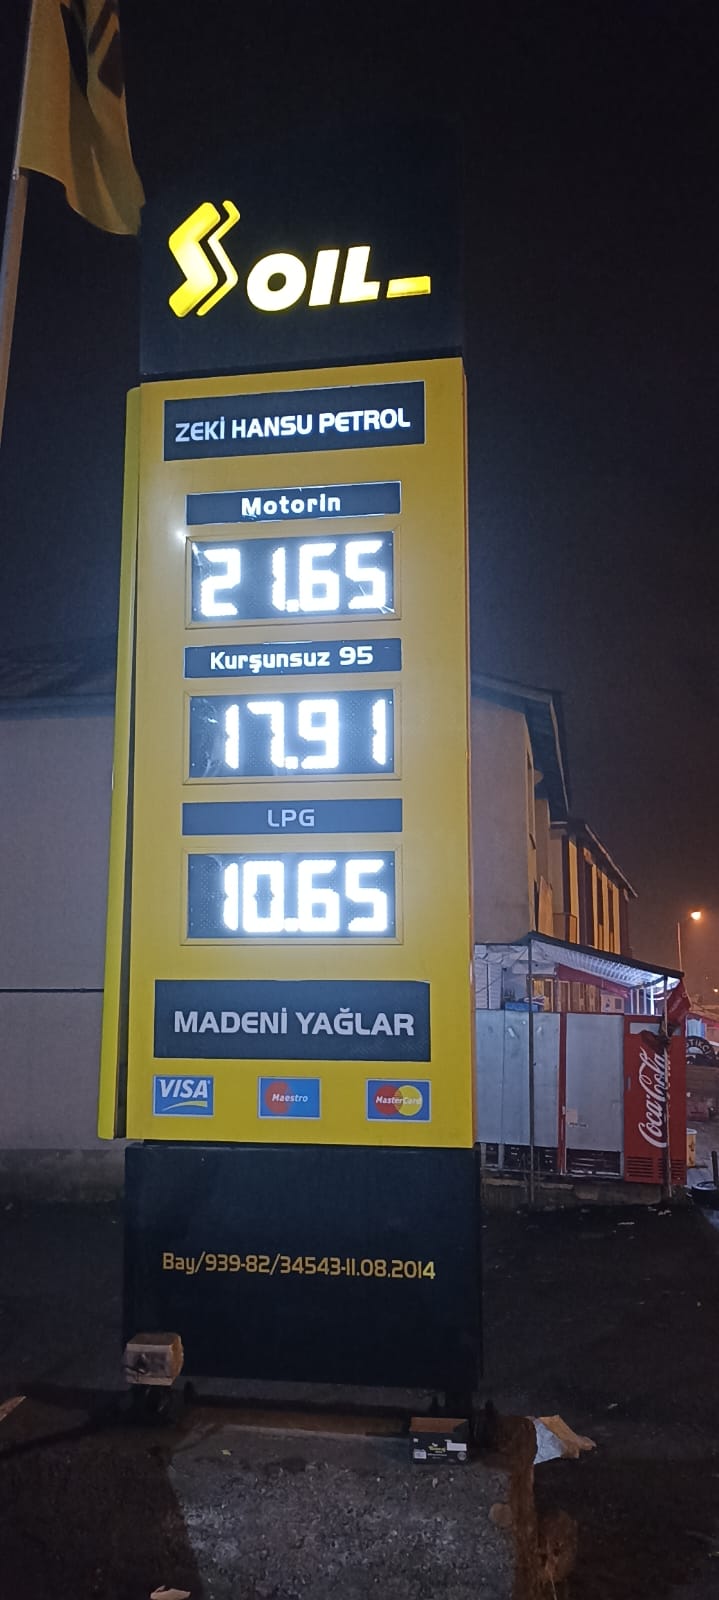 SOIL
ZEKİ HANSU PETROL
Motorin
21.65
Kurşunsuz 95
17.91
LPG
10.65
MADENİ YAĞLAR
VISA
Maestro
MasterCard
Coca-Cola
Bay/939-82/34543-11.08.2014